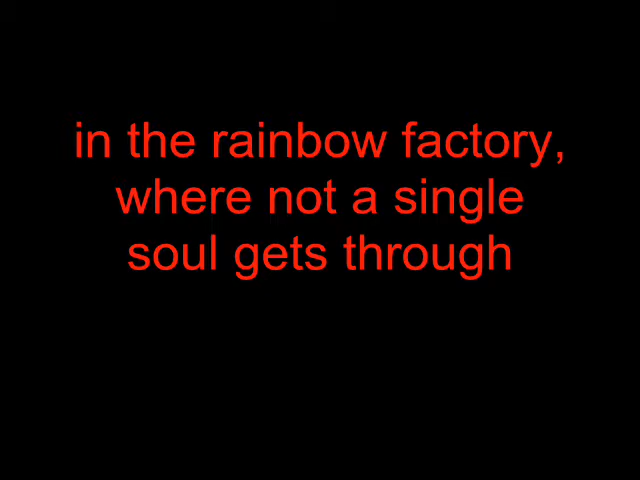 in the rainbow factory,
where not a single
soul gets through